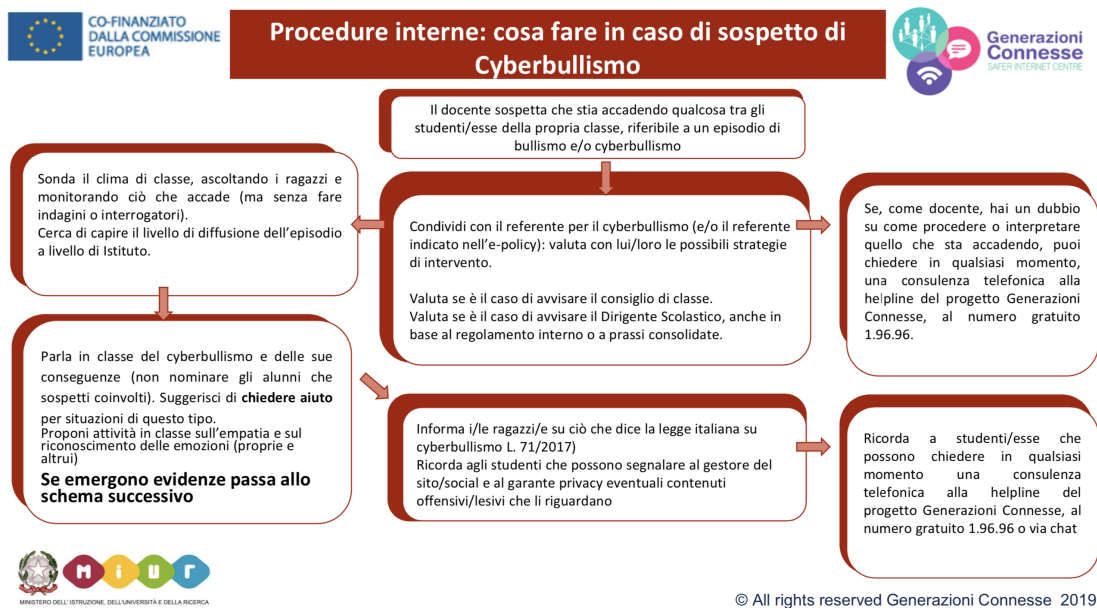 CO-FINANZIATO
DALLA COMMISSIONE
EUROPEA
Procedure interne: cosa fare in caso di sospetto di
Cyberbullismo
Generazioni
Connesse
SAFER INTERNET CENTRE
Il docente sospetta che stia accadendo qualcosa tra gli
studenti/esse della propria classe, riferibile a un episodio di
bullismo e/o cyberbullismo
Sonda il clima di classe, ascoltando i ragazzi e
monitorando ciò che accade (ma senza fare
indagini o interrogatori).
Cerca di capire il livello di diffusione dell'episodio
a livello di Istituto.
Condividi con il referente per il cyberbullismo (e/o il referente
indicato nell'e-policy): valuta con lui/loro le possibili strategie
di intervento.
Valuta se è il caso di avvisare il consiglio di classe.
Valuta se è il caso di avvisare il Dirigente Scolastico, anche in
base al regolamento interno o a prassi consolidate.
Se, come docente, hai un dubbio
su come procedere o interpretare
quello che sta accadendo, puoi
chiedere in qualsiasi momento,
una consulenza telefonica alla
helpline del progetto Generazioni
Connesse, al numero gratuito
1.96.96.
Parla in classe del cyberbullismo e delle sue
conseguenze (non nominare gli alunni che
sospetti coinvolti). Suggerisci di chiedere aiuto
per situazioni di questo tipo.
Proponi attività in classe sull'empatia e sul
riconoscimento delle emozioni (proprie e
altrui)
Se emergono evidenze passa allo
schema successivo
Informa i/le ragazzi/e su ciò che dice la legge italiana su
cyberbullismo L. 71/2017)
Ricorda agli studenti che possono segnalare al gestore del
sito/social e al garante privacy eventuali contenuti
offensivi/lesivi che li riguardano
Ricorda a studenti/esse che
possono chiedere in qualsiasi
momento una consulenza
telefonica alla helpline del
progetto Generazioni Connesse, al
numero gratuito 1.96.96 o via chat
miur
MINISTERO DELL' ISTRUZIONE, DELL'UNIVERSITÀ E DELLA RICERCA
© All rights reserved Generazioni Connesse 2019